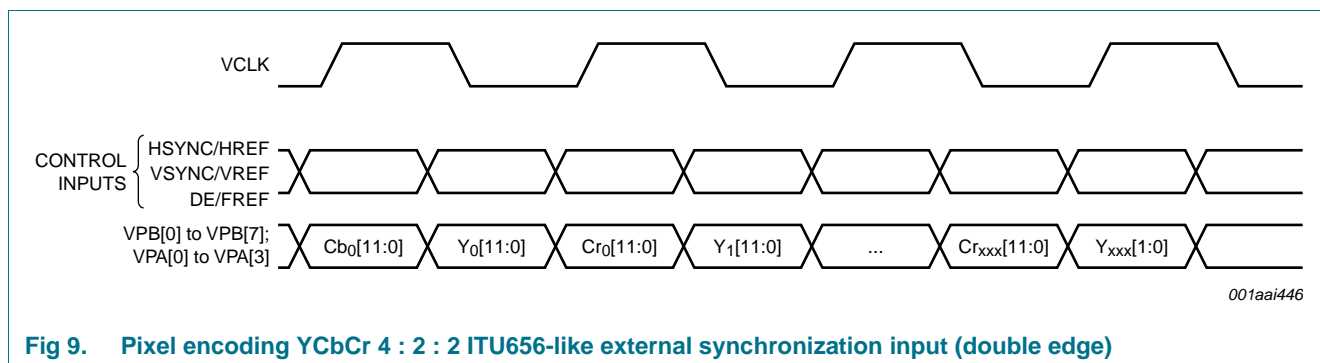 VCLK
CONTROL
INPUTS
HSYNC/HREF
VSYNC/VREF
DE/FREF
VPB[0] to VPB[7];
VPA[0] to VPA[3]
Cb0[11:0] Y0[11:0] Cr0[11:0] Y1[11:0] ... Crxxx[11:0] Yxxx[1:0]
001aai446
Fig 9. Pixel encoding YCbCr 4 : 2 : 2 ITU656-like external synchronization input (double edge)